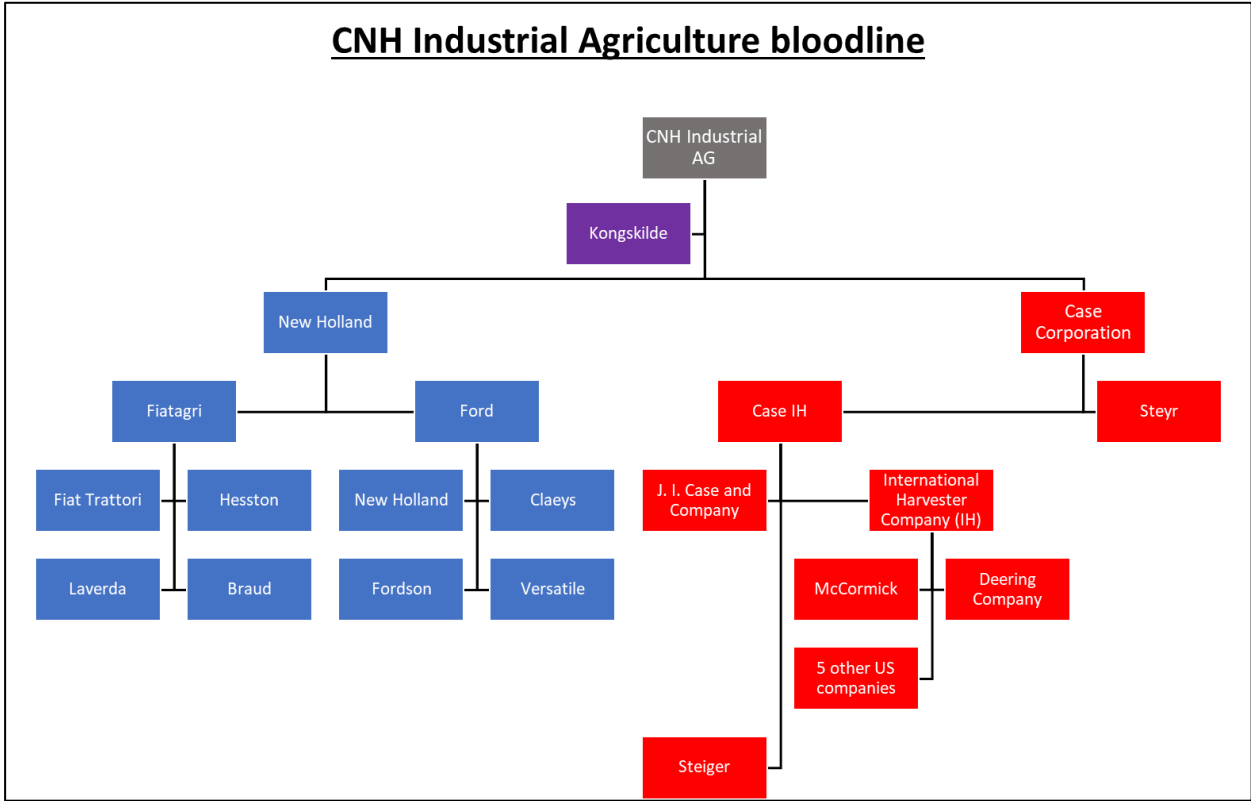 CNH Industrial Agriculture bloodline
CNH Industrial
AG
Kongskilde
New Holland
Case
Corporation
Fiatagri
Ford
Case IH
Steyr
Fiat Trattori
Hesston
New Holland
Claeys
J. I. Case and
Company
International
Harvester
Company (IH)
Laverda
Braud
Fordson
Versatile
McCormick
Deering
Company
5 other US
companies
Steiger